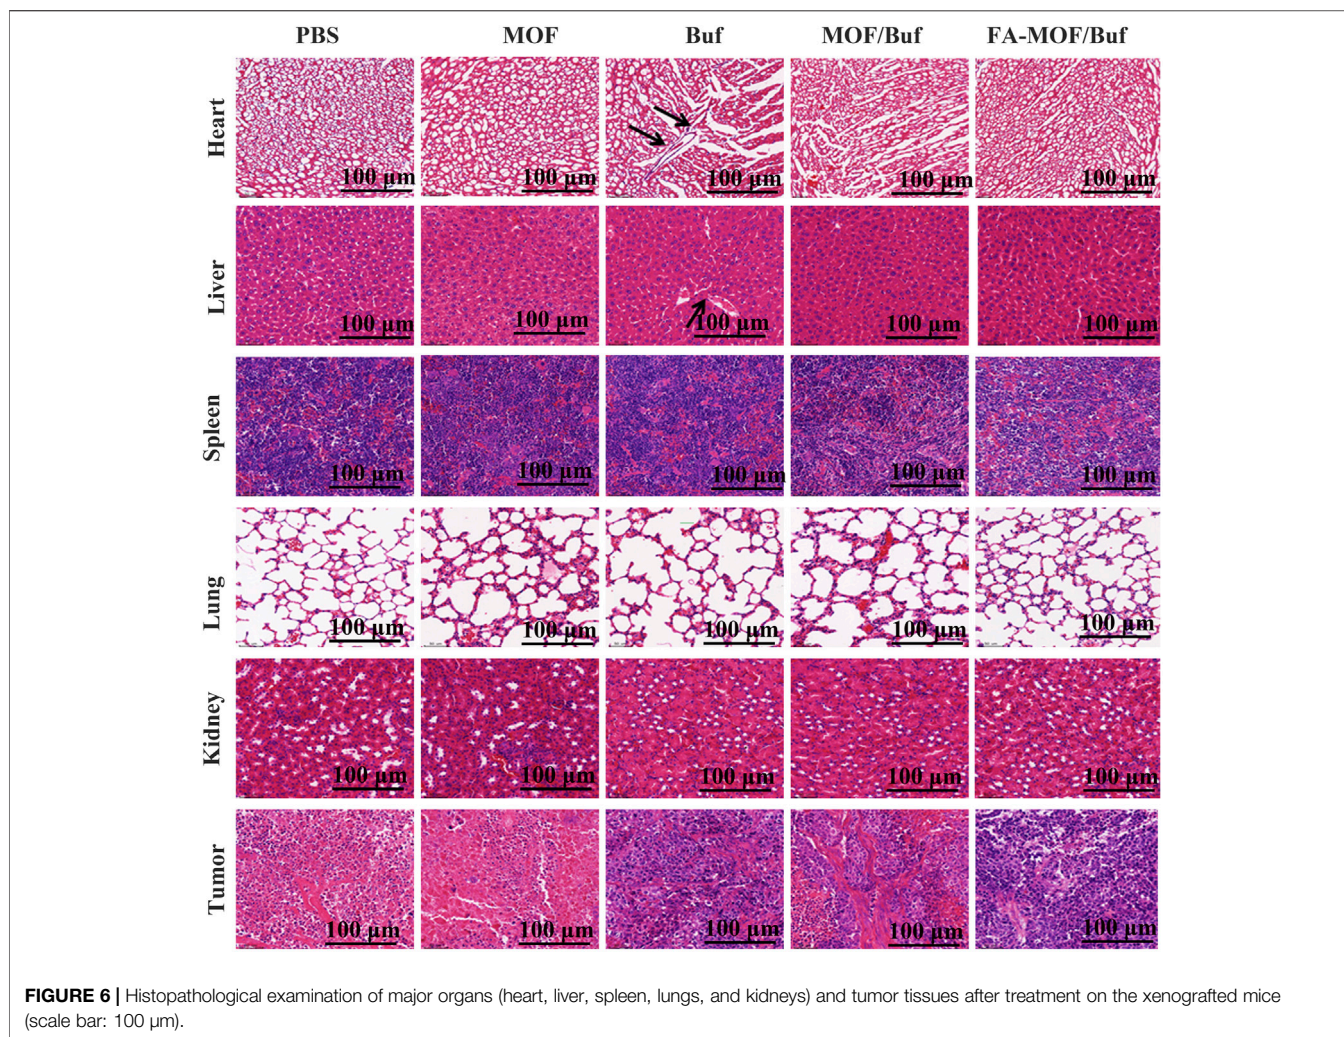 PBS MOF Buf MOF/Buf FA-MOF/Buf
Heart
100 µm 100 µm 100 µm 100 µm 100 µm
Liver
100 µm 100 µm 100 µm 100 µm 100 µm
Spleen
100 µm 100 µm 100 µm 100 µm 100 µm
Lung
100 µm 100 µm 100 µm 100 µm 100 µm
Kidney
100 µm 100 µm 100 µm 100 µm 100 µm
Tumor
100 µm 100 µm 100 µm 100 µm 100 µm
FIGURE 6 | Histopathological examination of major organs (heart, liver, spleen, lungs, and kidneys) and tumor tissues after treatment on the xenografted mice
(scale bar: 100 µm).